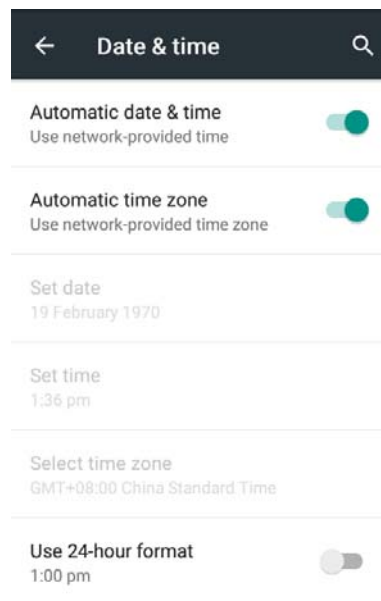 Date & time
Automatic date & time
Use network-provided time
Automatic time zone
Use network-provided time zone
Set date
19 February 1970
Set time
1:36 pm
Select time zone
GMT+08:00 China Standard Time
Use 24-hour format
1:00 pm